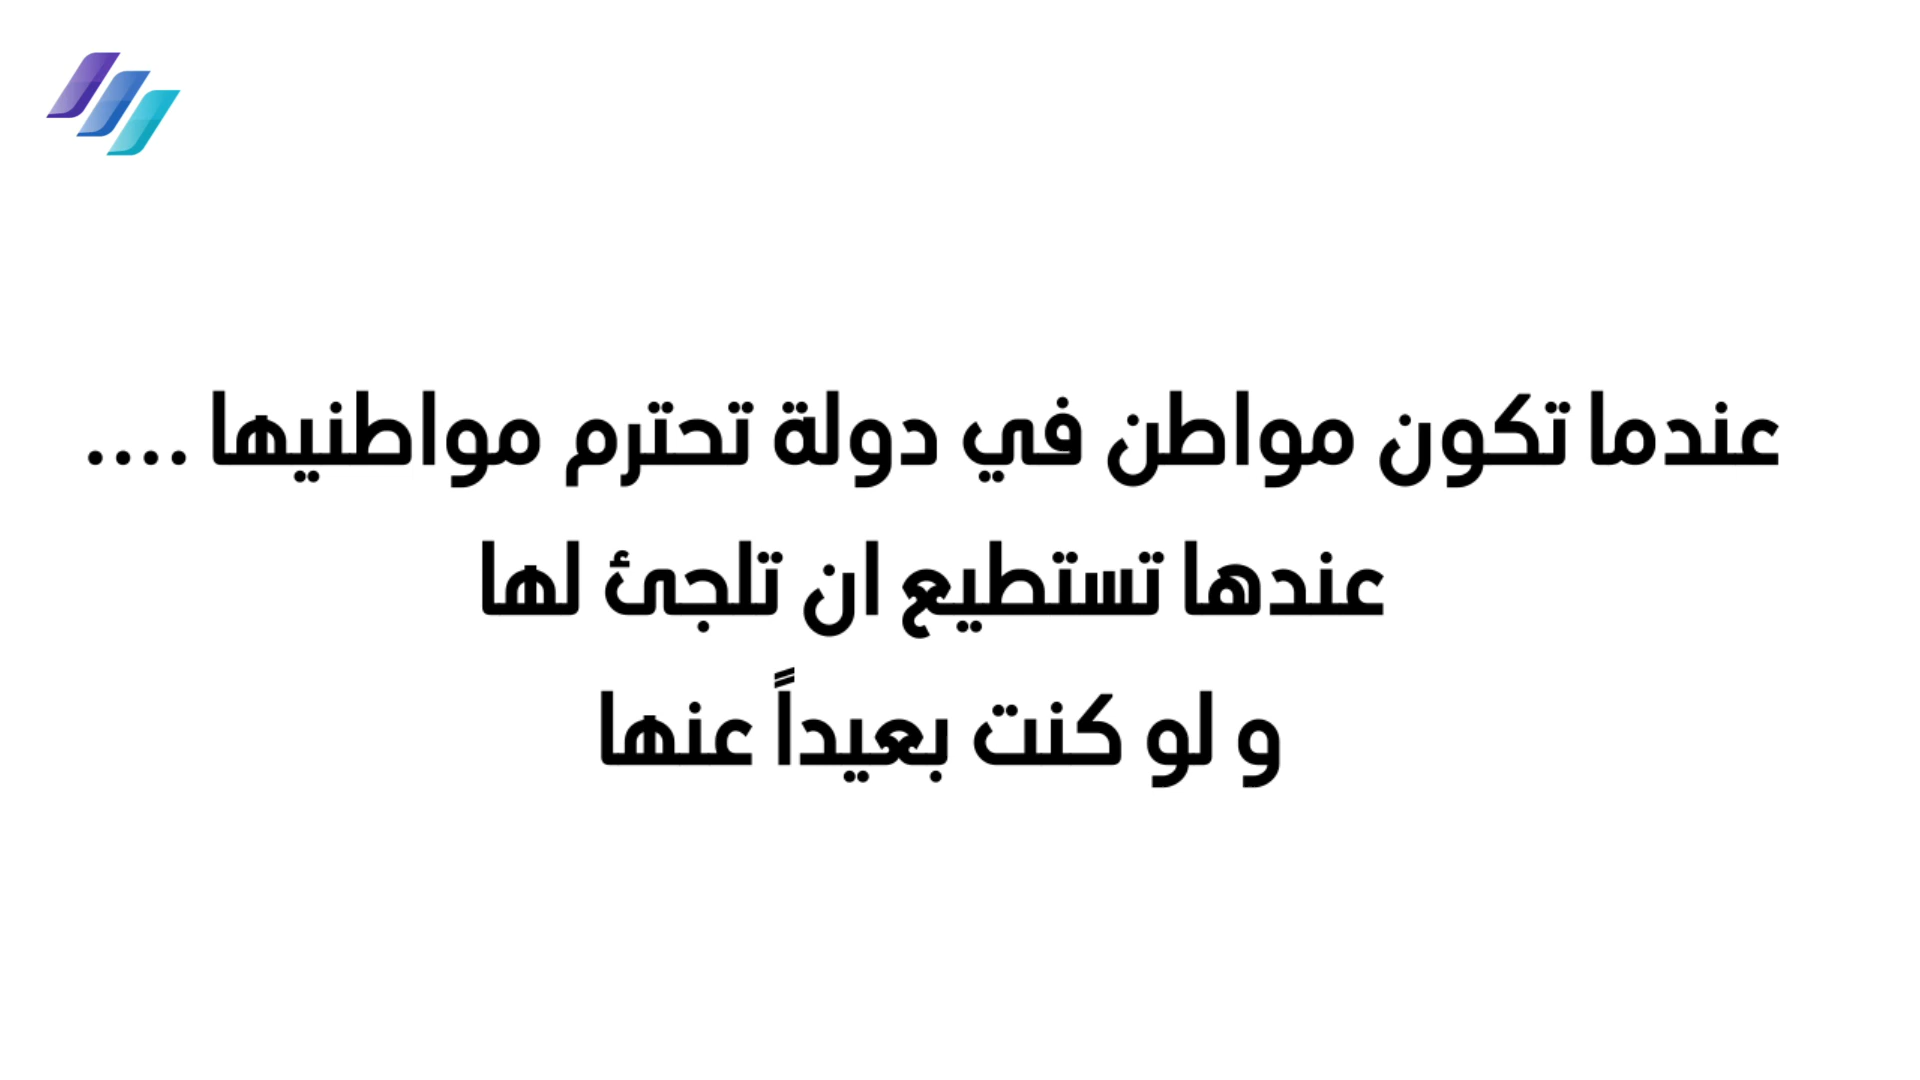 عندما تكون مواطن في دولة تحترم مواطنيها ....
عندها تستطيع ان تلجئ لها
و لو كنت بعيداً عنها